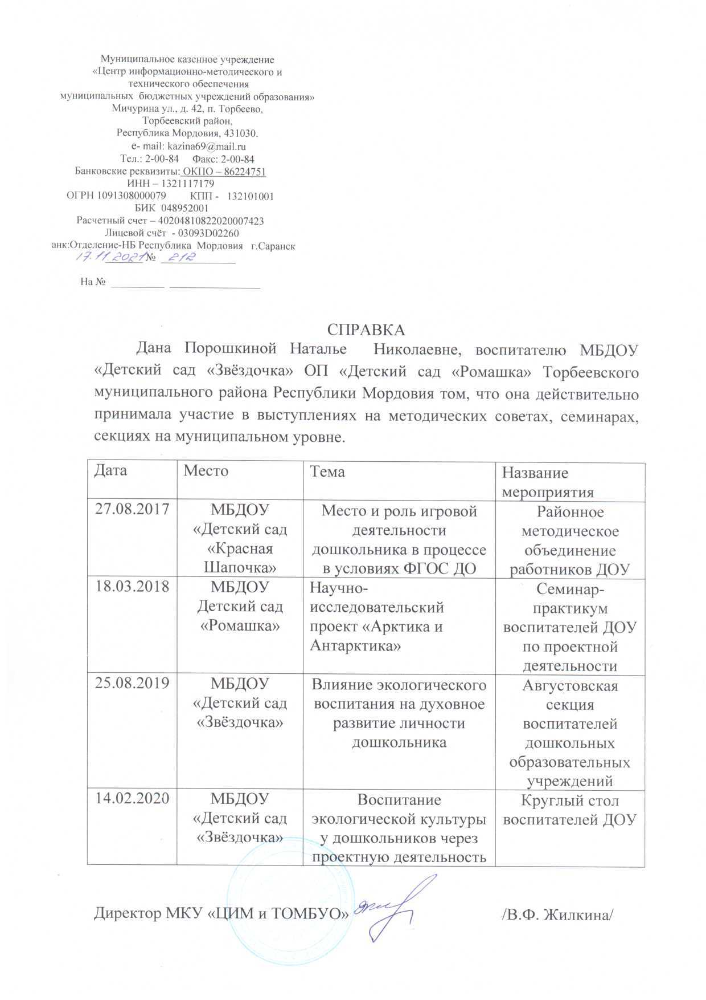 Муниципальное казенное учреждение
«Центр информационно-методического и
технического обеспечения
муниципальных бюджетных учреждений образования»
Мичурина ул., д. 42, п. Торбеево,
Торбеевский район,
Республика Мордовия, 431030.
е- mail: kazina69@mail.ru
Тел.: 2-00-84 Факс: 2-00-84
Банковские реквизиты: ОКПО – 86224751
ИНН – 1321117179
ОГРН 1091308000079 КПП - 132101001
БИК 048952001
Расчетный счет – 40204810822020007423
Лицевой счёт - 03093D02260
анк:Отделение-НБ Республика Мордовия г.Саранск
17.11.2021 № 212
На № __________ _________________
СПРАВКА
Дана Порошкиной Наталье Николаевне, воспитателю МБДОУ
«Детский сад «Звёздочка» ОП «Детский сад «Ромашка» Торбеевского
муниципального района Республики Мордовия том, что она действительно
принимала участие в выступлениях на методических советах, семинарах,
секциях на муниципальном уровне.
Дата
Место
Тема
Название
мероприятия
27.08.2017
МБДОУ
«Детский сад
«Красная
Шапочка»
Место и роль игровой
деятельности
дошкольника в процессе
в условиях ФГОС ДО
Районное
методическое
объединение
работников ДОУ
18.03.2018
МБДОУ
Детский сад
«Ромашка»
Научно-
исследовательский
проект «Арктика и
Антарктика»
Семинар-
практикум
воспитателей ДОУ
по проектной
деятельности
25.08.2019
МБДОУ
«Детский сад
«Звёздочка»
Влияние экологического
воспитания на духовное
развитие личности
дошкольника
Августовская
секция
воспитателей
дошкольных
образовательных
учреждений
14.02.2020
МБДОУ
«Детский сад
«Звёздочка»
Воспитание
экологической культуры
у дошкольников через
проектную деятельность
Круглый стол
воспитателей ДОУ
Директор МКУ «ЦИМ и ТОМБУО» /В.Ф. Жилкина/